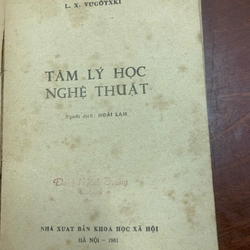 L. X. VƯGÔTXKI
TÂM LÝ HỌC
NGHỆ THUẬT
Người dịch: HOÀI LAM
NHÀ XUẤT BẢN KHOA HỌC XÃ HỘI
HÀ NỘI - 1981